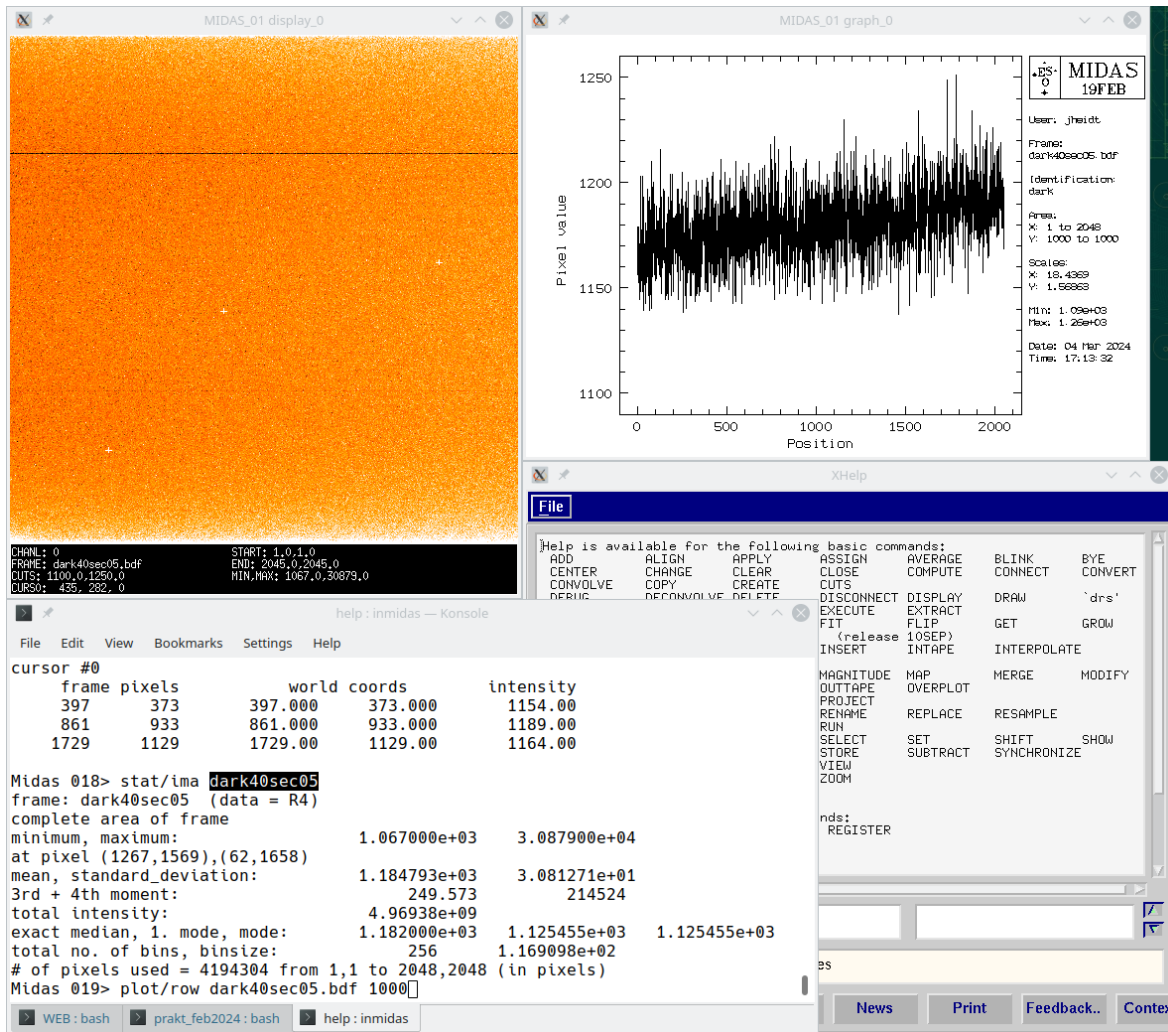 MIDAS_01 display_0
CHANL: 0
FRAME: dark40sec05.bdf
CUTS: 1100.0,1250.0
CURSO: 435, 282, 0
START: 1.0,1.0
END: 2045.0,2045.0
MIN,MAX: 1067.0,30879.0
MIDAS_01 graph_0
1250
1200
1150
1100
Pixel value
0 500 1000 1500 2000
Position
ES
O
MIDAS
19FEB
User: jheidt
Frame:
dark40sec05.bdf
Identification:
dark
Area:
X: 1 to 2048
Y: 1000 to 1000
Scales:
X: 18.4369
Y: 1.56863
Min: 1.09e+03
Max: 1.26e+03
Date: 04 Mar 2024
Time: 17:13:32
XHelp
File
Help is available for the following basic commands:
ADD ALIGN APPLY ASSIGN AVERAGE BLINK BYE
CENTER CHANGE CLEAR CLOSE COMPUTE CONNECT CONVERT
CONVOLVE COPY CREATE CUTS
DEBUG DECONVOLVE DELETE DISCONNECT DISPLAY DRAW `drs'
EXECUTE EXTRACT
FIT FLIP GET GROW
(release 10SEP)
INSERT INTAPE INTERPOLATE
MAGNITUDE MAP MERGE MODIFY
OUTTAPE OVERPLOT
PROJECT
RENAME REPLACE RESAMPLE
RUN
SELECT SET SHIFT SHOW
STORE SUBTRACT SYNCHRONIZE
VIEW
ZOOM
nds:
REGISTER
es
News Print Feedback.. Contex
help : inmidas — Konsole
File Edit View Bookmarks Settings Help
cursor #0
frame pixels world coords intensity
397 373 397.000 373.000 1154.00
861 933 861.000 933.000 1189.00
1729 1129 1729.00 1129.00 1164.00
Midas 018> stat/ima dark40sec05
frame: dark40sec05 (data = R4)
complete area of frame
minimum, maximum: 1.067000e+03 3.087900e+04
at pixel (1267,1569),(62,1658)
mean, standard_deviation: 1.184793e+03 3.081271e+01
3rd + 4th moment: 249.573 214524
total intensity: 4.96938e+09
exact median, 1. mode, mode: 1.182000e+03 1.125455e+03 1.125455e+03
total no. of bins, binsize: 256 1.169098e+02
# of pixels used = 4194304 from 1,1 to 2048,2048 (in pixels)
Midas 019> plot/row dark40sec05.bdf 1000
WEB : bash prakt_feb2024 : bash help : inmidas